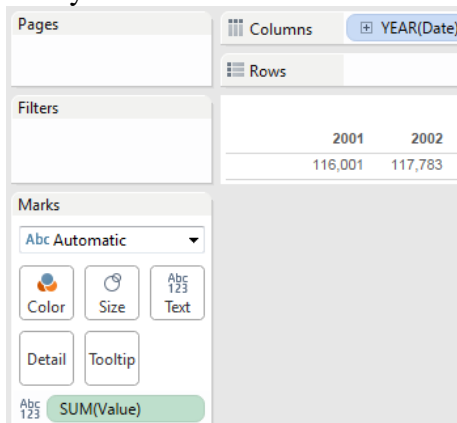 Pages
Columns
YEAR(Date)
Rows
Filters
2001 2002
116,001 117,783
Marks
Abc Automatic
Color Size Abc 123 Text
Detail Tooltip
Abc 123 SUM(Value)